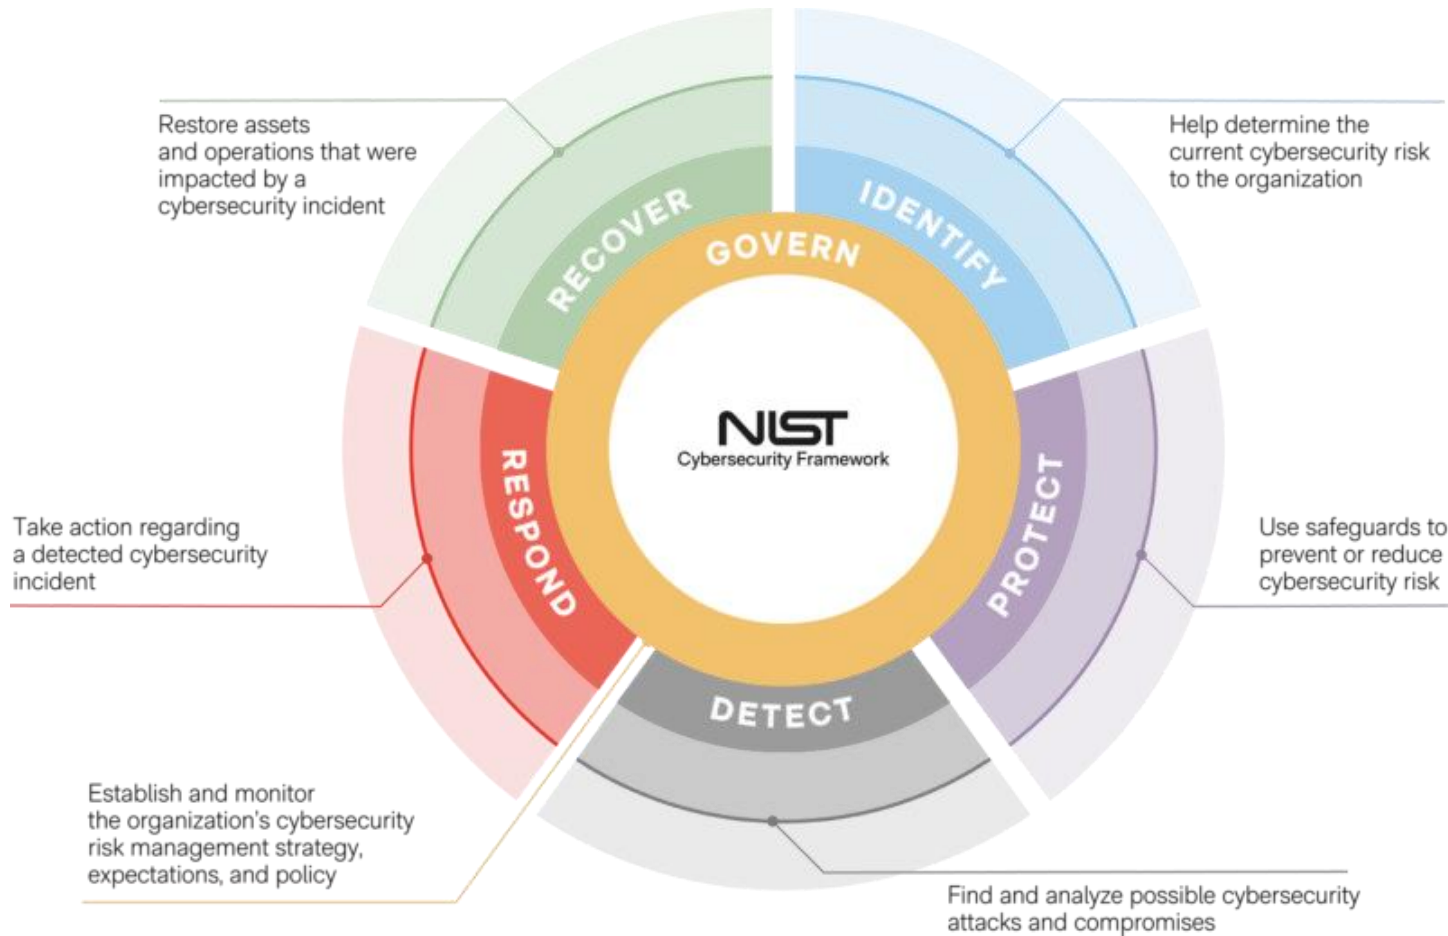 Restore assets
and operations that were
impacted by a
cybersecurity incident
Help determine the
current cybersecurity risk
to the organization
RECOVER
IDENTIFY
GOVERN
NIST
Cybersecurity Framework
RESPOND
PROTECT
DETECT
Take action regarding
a detected cybersecurity
incident
Use safeguards to
prevent or reduce
cybersecurity risk
Establish and monitor
the organization's cybersecurity
risk management strategy,
expectations, and policy
Find and analyze possible cybersecurity
attacks and compromises